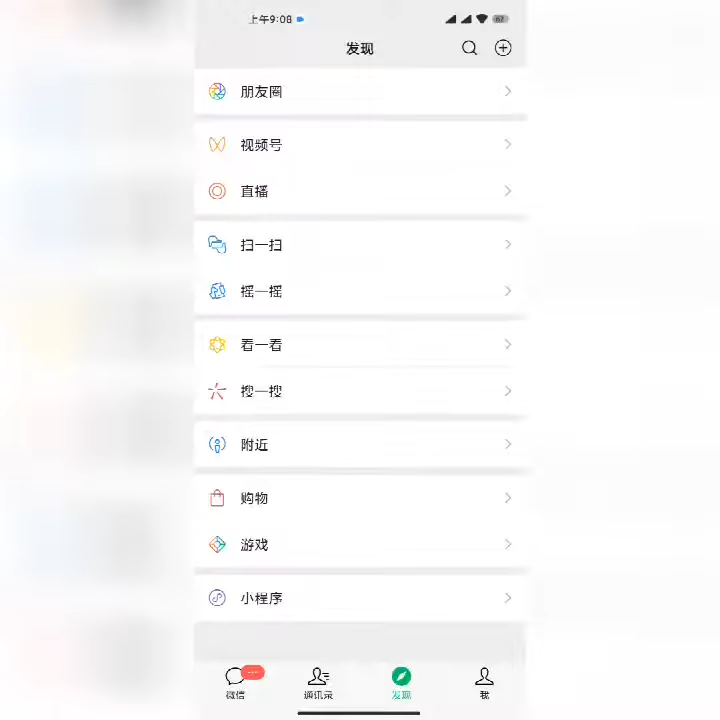 上午9:08
62
发现
朋友圈
视频号
直播
扫一扫
摇一摇
看一看
搜一搜
附近
购物
游戏
小程序
微信
通讯录
发现
我